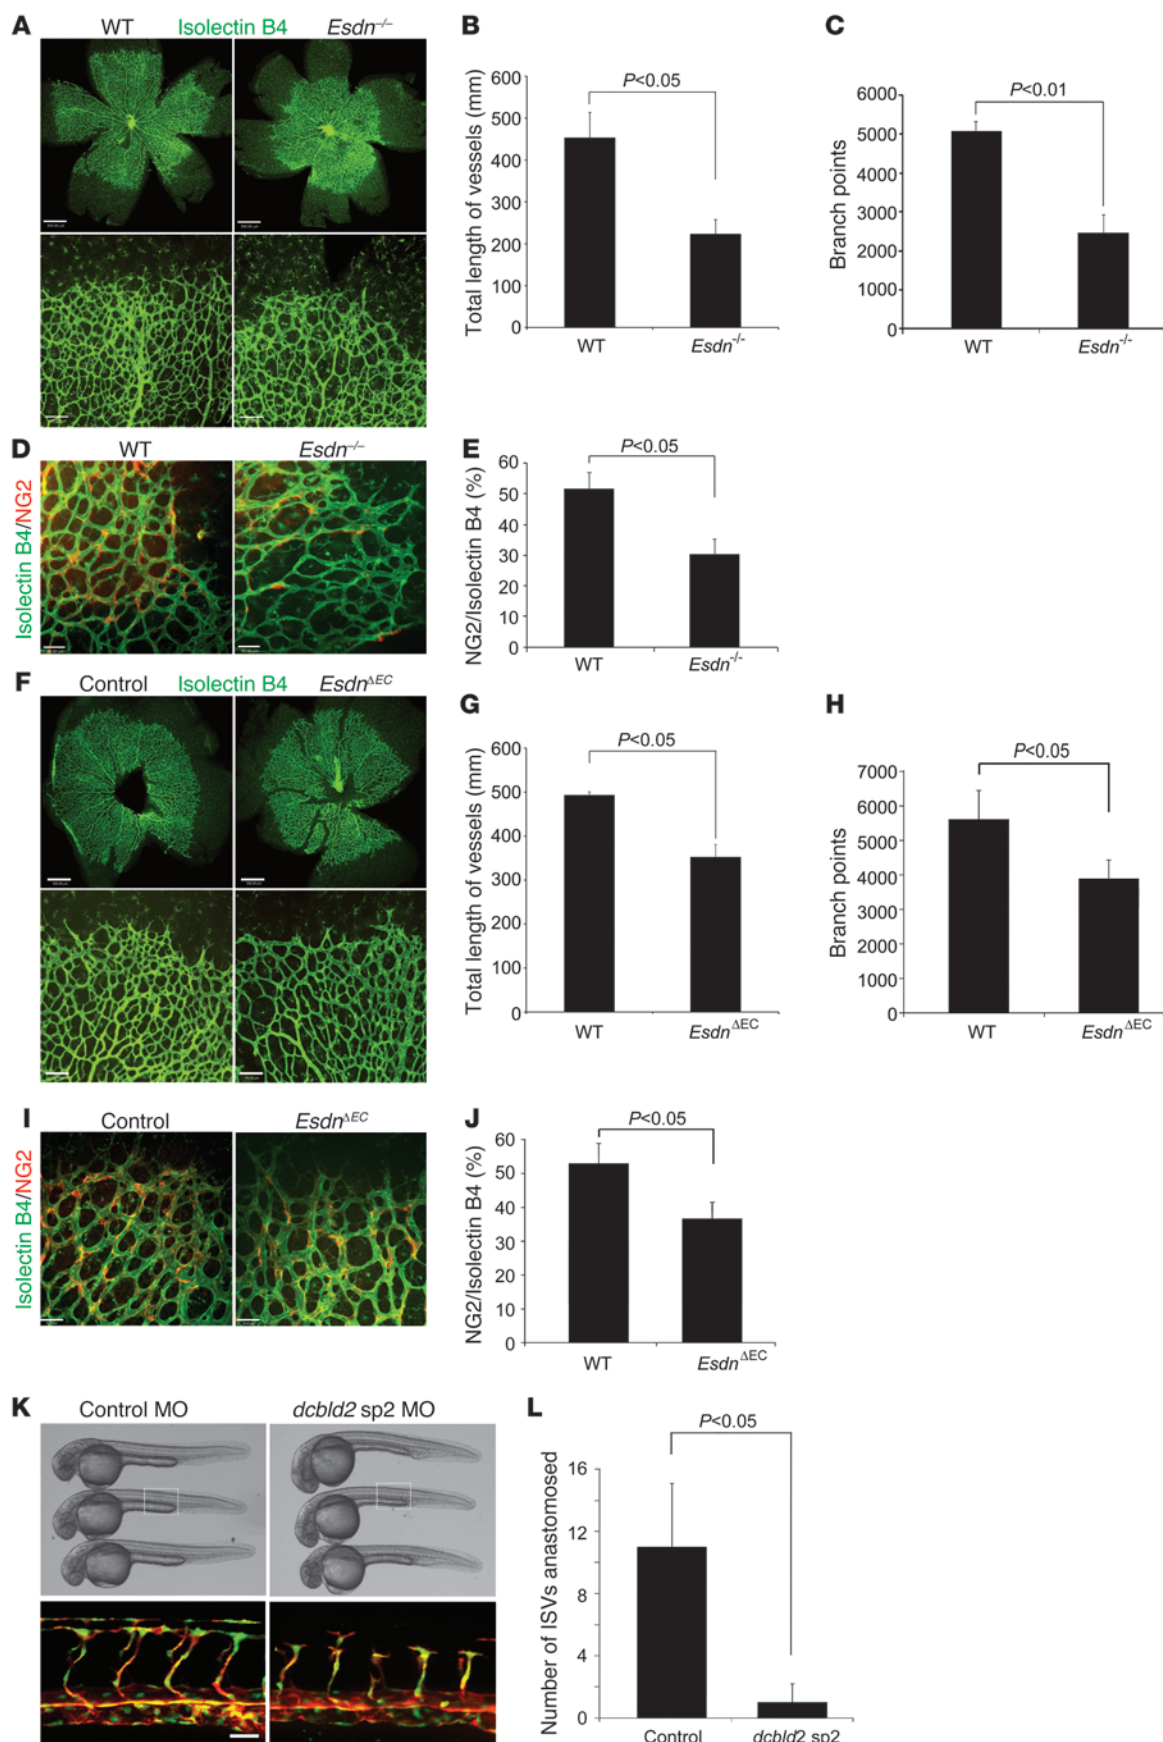 A
WT Isolectin B4 Esdn–/–
B
Total length of vessels (mm)
600
500
400
300
200
100
0
P<0.05
WT Esdn-/-
C
Branch points
6000
5000
4000
3000
2000
1000
0
P<0.01
WT Esdn-/-
D
WT Esdn–/–
Isolectin B4/NG2
E
NG2/Isolectin B4 (%)
60
50
40
30
20
10
0
P<0.05
WT Esdn-/-
F
Control Isolectin B4 EsdnΔEC
G
Total length of vessels (mm)
600
500
400
300
200
100
0
P<0.05
WT EsdnΔEC
H
Branch points
7000
6000
5000
4000
3000
2000
1000
0
P<0.05
WT EsdnΔEC
I
Control EsdnΔEC
Isolectin B4/NG2
J
NG2/Isolectin B4 (%)
60
50
40
30
20
10
0
P<0.05
WT EsdnΔEC
K
Control MO dcbld2 sp2 MO
L
Number of ISVs anastomosed
16
12
8
4
0
P<0.05
Control dcbld2 sp2